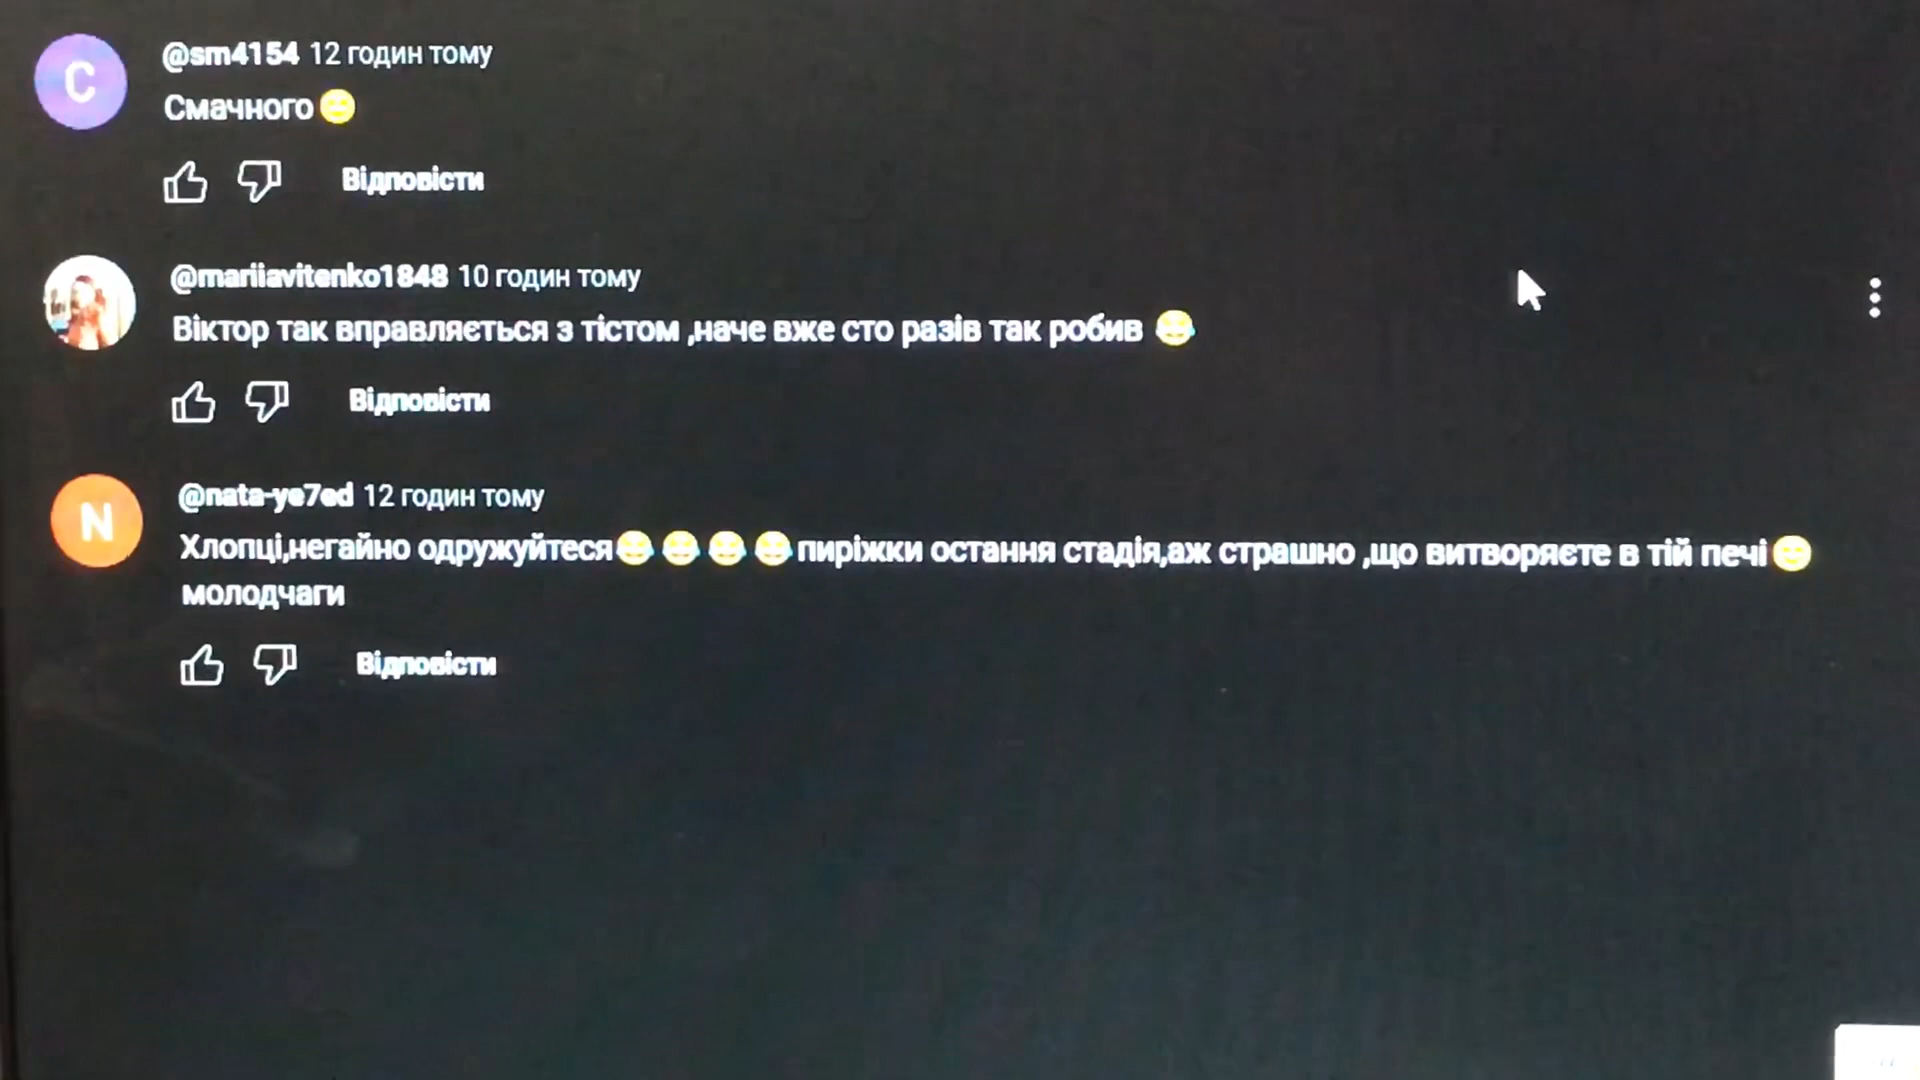 C
@sm4154 12 годин тому
Смачного😄
Відповісти
@mariiavitenko1848 10 годин тому
Віктор так вправляється з тістом ,наче вже сто разів так робив 😂
Відповісти
N
@nata-ye7ed 12 годин тому
Хлопці,негайно одружуйтеся😂😂😂😂пиріжки остання стадія,аж страшно ,що витворяєте в тій печі😄
молодчаги
Відповісти